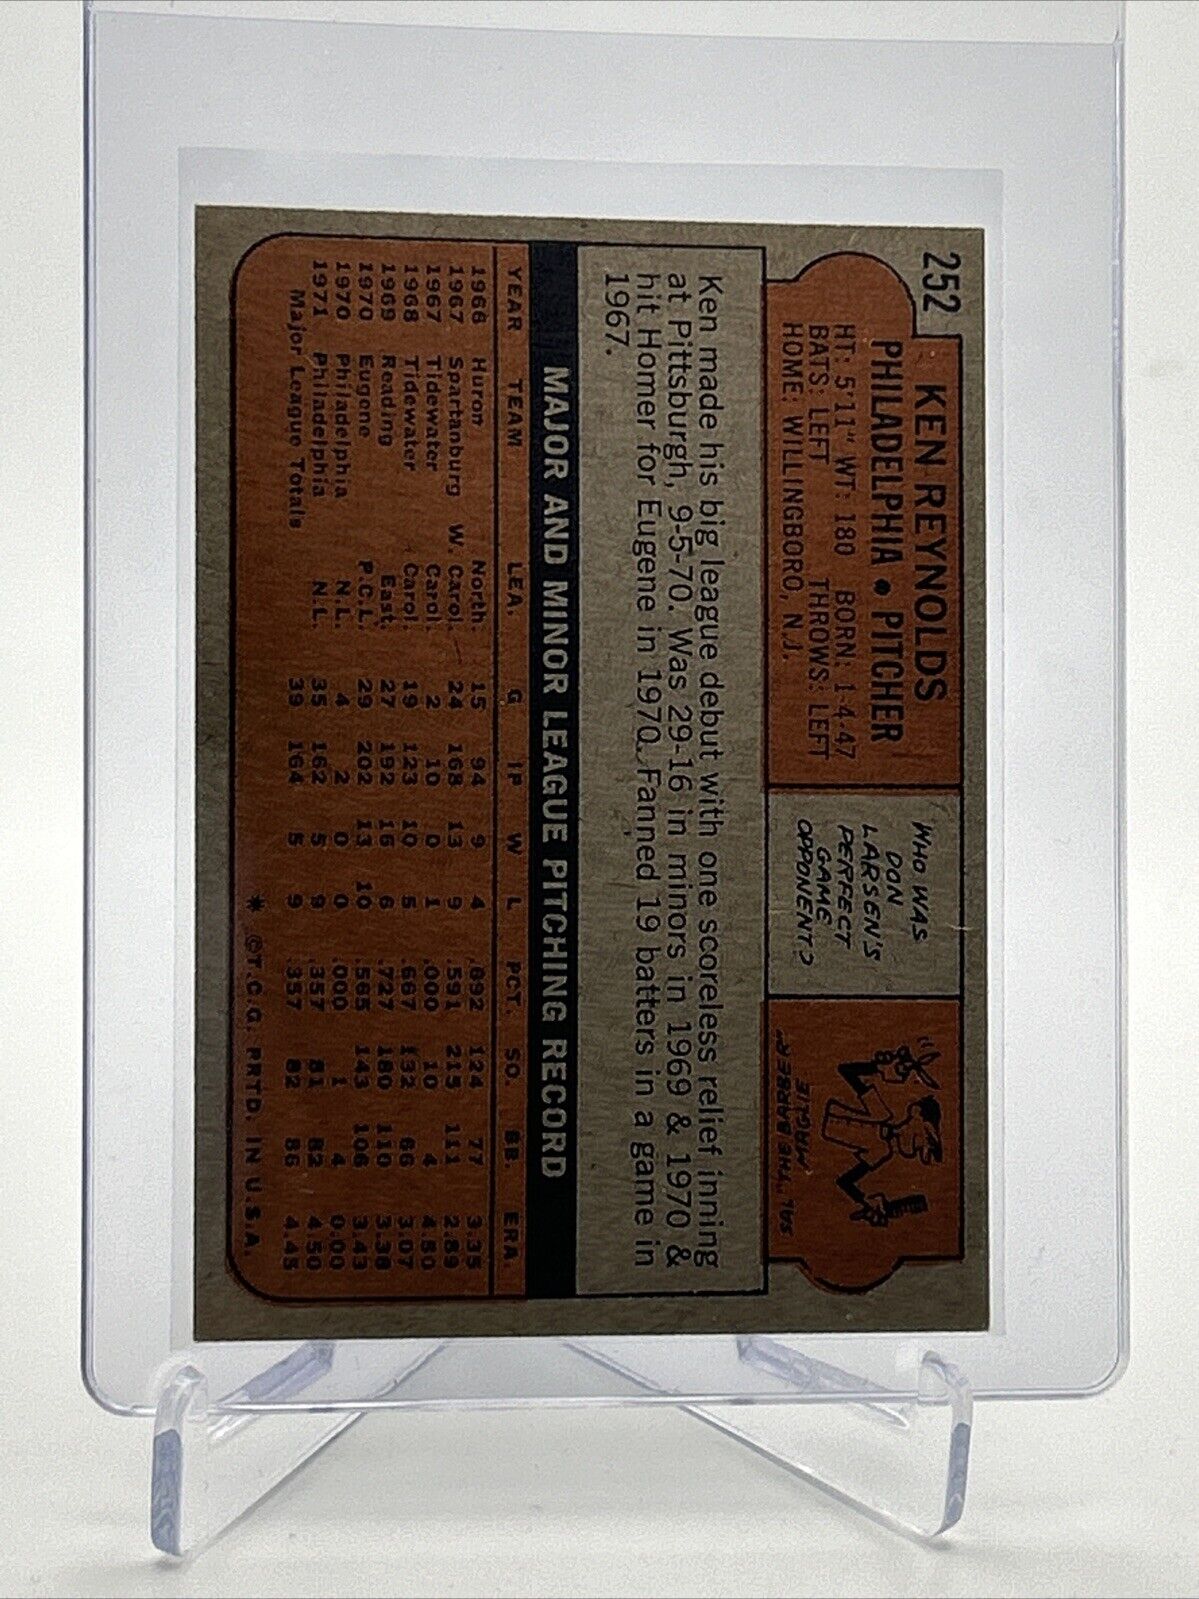 252
KEN REYNOLDS
PHILADELPHIA • PITCHER
HT: 5'11" WT: 180 BORN: 1-4-47
BATS: LEFT THROWS: LEFT
HOME: WILLINGBORO, N.J.
WHO WAS
DON
LARSEN'S
PERFECT
GAME
OPPONENT?
SAL "THE BARBER"
MAGLIE
Ken made his big league debut with one scoreless relief inning
at Pittsburgh, 9-5-70. Was 29-16 in minors in 1969 & 1970 &
hit Homer for Eugene in 1970. Fanned 19 batters in a game in
1967.
MAJOR AND MINOR LEAGUE PITCHING RECORD
YEAR TEAM LEA. G IP W L PCT. SO. BB. ERA
1966 Huron North. 15 94 9 4 .692 124 77 3.35
1967 Spartanburg W. Carol. 24 168 13 9 .591 215 111 2.89
1967 Tidewater Carol. 2 10 0 1 .000 10 4 4.50
1968 Tidewater Carol. 19 123 10 5 .667 132 66 3.07
1969 Reading East. 27 192 16 6 .727 180 110 3.38
1970 Eugene P.C.L. 29 202 13 10 .565 143 106 3.43
1970 Philadelphia N.L. 4 2 0 0 .000 1 4 0.00
1971 Philadelphia N.L. 35 162 5 9 .357 81 82 4.50
Major League Totals 39 164 5 9 .357 82 86 4.45
* ©T.C.G. PRTD. IN U.S.A.